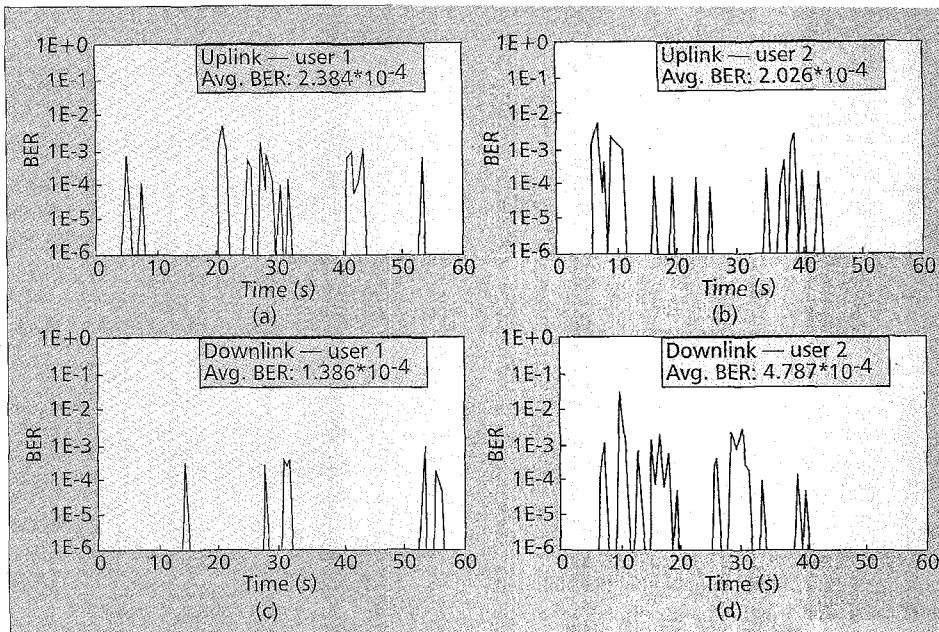 1E+0
1E-1
1E-2
1E-3
1E-4
1E-5
1E-6
BER
Uplink — user 1
Avg. BER: 2.384*10-4
0 10 20 30 40 50 60
Time (s)
(a)
1E+0
1E-1
1E-2
1E-3
1E-4
1E-5
1E-6
BER
Uplink — user 2
Avg. BER: 2.026*10-4
0 10 20 30 40 50 60
Time (s)
(b)
1E+0
1E-1
1E-2
1E-3
1E-4
1E-5
1E-6
BER
Downlink — user 1
Avg. BER: 1.386*10-4
0 10 20 30 40 50 60
Time (s)
(c)
1E+0
1E-1
1E-2
1E-3
1E-4
1E-5
1E-6
BER
Downlink — user 2
Avg. BER: 4.787*10-4
0 10 20 30 40 50 60
Time (s)
(d)